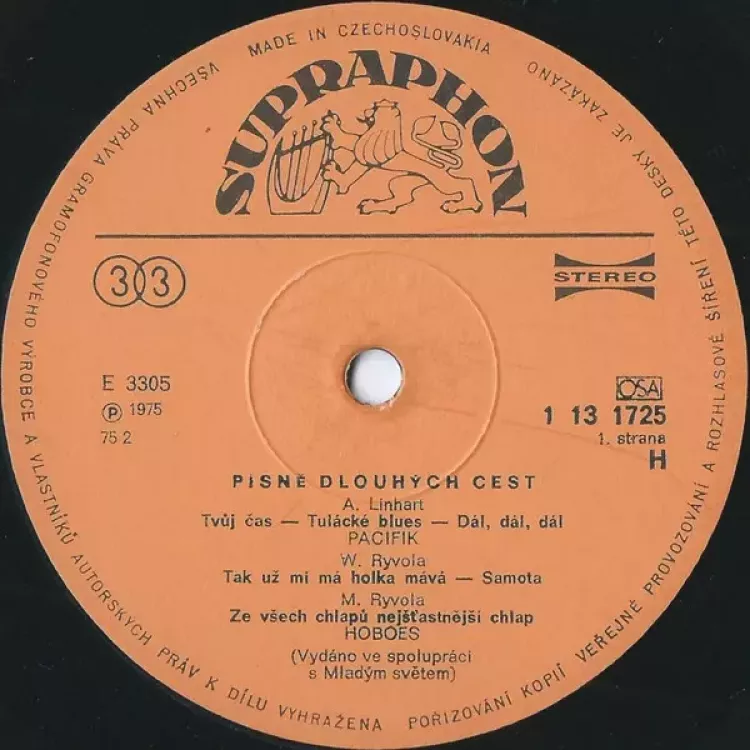 MADE IN CZECHOSLOVAKIA
SUPRAPHON
33
STEREO
E 3305
℗ 1975
75 2
OSA
1 13 1725
1. strana
H
PÍSNĚ DLOUHÝCH CEST
A. Linhart
Tvůj čas — Tulácké blues — Dál, dál, dál
PACIFIK
W. Ryvola
Tak už mi má holka mává — Samota
M. Ryvola
Ze všech chlapů nejšťastnější chlap
HOBOES
(Vydáno ve spolupráci
s Mladým světem)
VŠECHNA PRÁVA GRAMOFONOVÉHO VÝROBCE A VLASTNÍKŮ AUTORSKÝCH PRÁV K DÍLU VYHRAŽENA POŘIZOVÁNÍ KOPIÍ VEŘEJNÉ PROVOZOVÁNÍ A ROZHLASOVÉ ŠÍŘENÍ TÉTO DESKY JE ZAKÁZÁNO